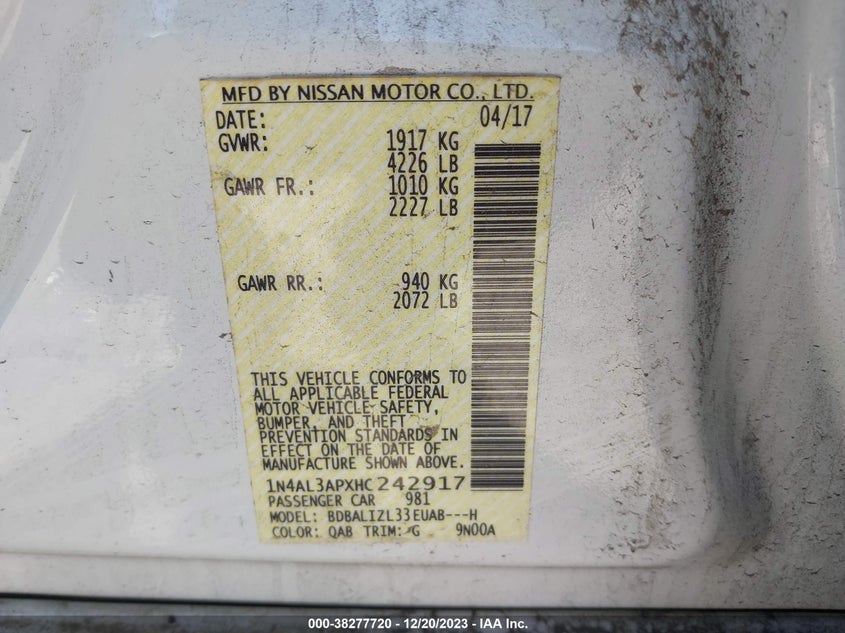 MFD BY NISSAN MOTOR CO., LTD.
DATE: 04/17
GVWR: 1917 KG
4226 LB
GAWR FR.: 1010 KG
2227 LB
GAWR RR.: 940 KG
2072 LB
THIS VEHICLE CONFORMS TO
ALL APPLICABLE FEDERAL
MOTOR VEHICLE SAFETY,
BUMPER, AND THEFT
PREVENTION STANDARDS IN
EFFECT ON THE DATE OF
MANUFACTURE SHOWN ABOVE.
1N4AL3APXHC242917
PASSENGER CAR 981
MODEL: BDBALIZL33EUAB---H
COLOR: QAB TRIM: G 9N00A
000-38277720 - 12/20/2023 - IAA Inc.